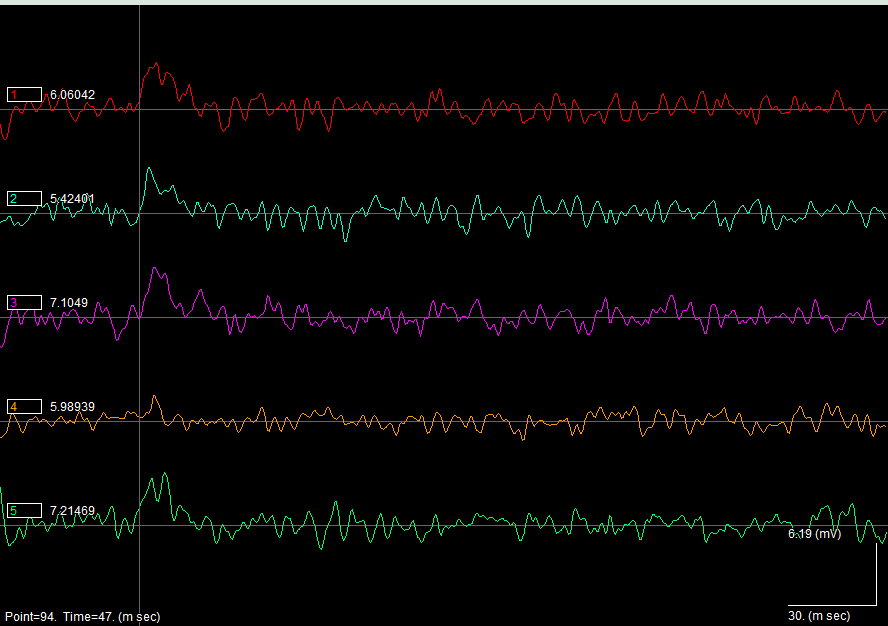 1 6.06042
2 5.42401
3 7.1049
4 5.98939
5 7.21469
6.19 (mV)
30. (m sec)
Point=94. Time=47. (m sec)